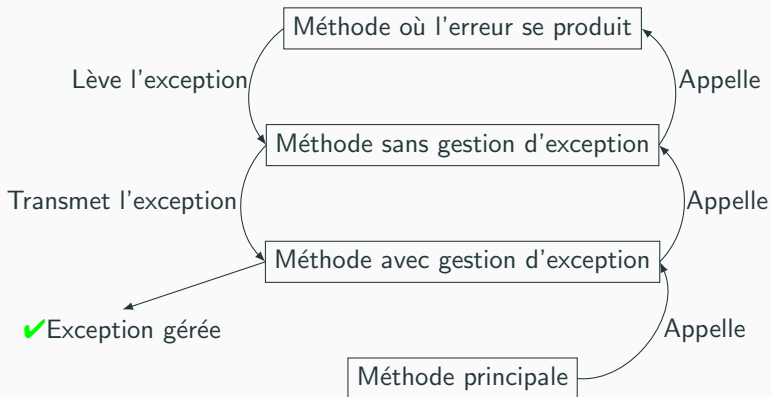 Méthode où l'erreur se produit
Lève l'exception
Appelle
Méthode sans gestion d'exception
Transmet l'exception
Appelle
Méthode avec gestion d'exception
✔Exception gérée
Appelle
Méthode principale